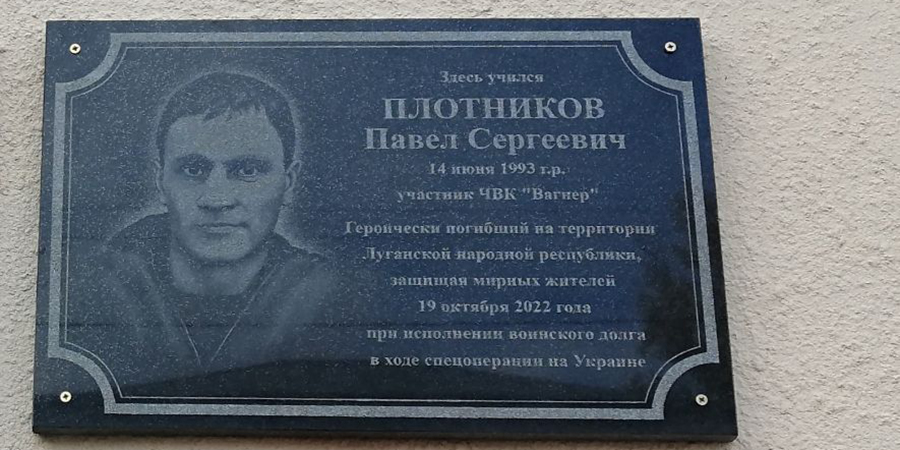 Здесь учился
ПЛОТНИКОВ
Павел Сергеевич
14 июня 1993 г.р.
участник ЧВК "Вагнер"
Героически погибший на территории
Луганской народной республики,
защищая мирных жителей
19 октября 2022 года
при исполнении воинского долга
в ходе спецоперации на Украине